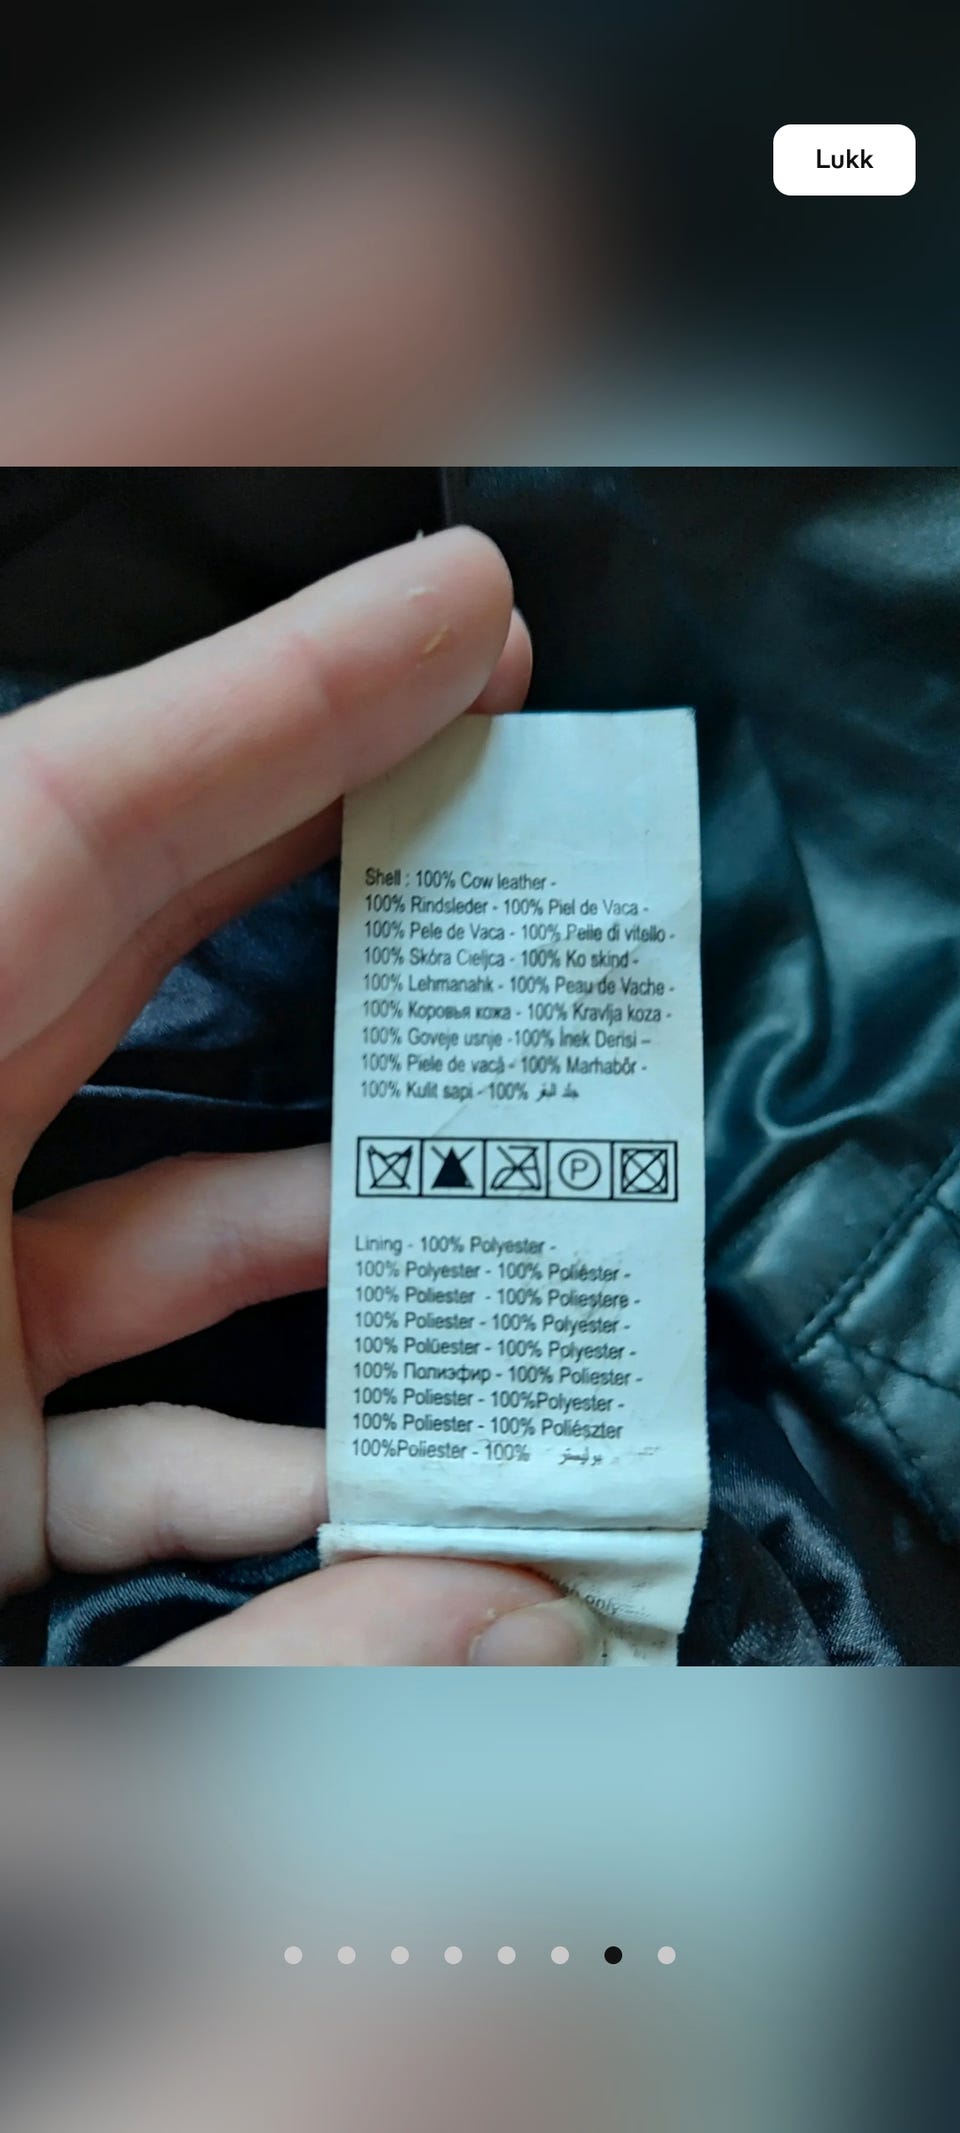 Lukk
Shell : 100% Cow leather -
100% Rindsleder - 100% Piel de Vaca -
100% Pele de Vaca - 100% Pelle di vitello -
100% Skóra Cielįca - 100% Ko skind -
100% Lehmanahk - 100% Peau de Vache -
100% Коровья кожа - 100% Kravlja koza -
100% Goveje usnje -100% İnek Derisi –
100% Piele de vacă - 100% Marhabőr -
100% Kulit sapi - 100% جلد البقر
P
Lining - 100% Polyester -
100% Polyester - 100% Poliéster -
100% Poliester - 100% Poliestere -
100% Poliester - 100% Polyester -
100% Polüester - 100% Polyester -
100% Полиэфир - 100% Poliester -
100% Poliester - 100%Polyester -
100% Poliester - 100% Poliészter
100%Poliester - 100% بوليستر
only